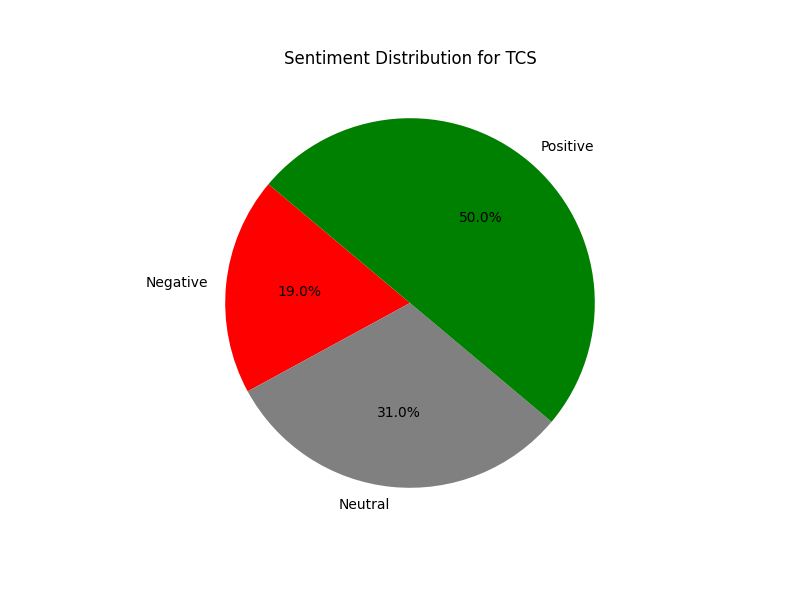 Sentiment Distribution for TCS
Positive
50.0%
Negative
19.0%
31.0%
Neutral